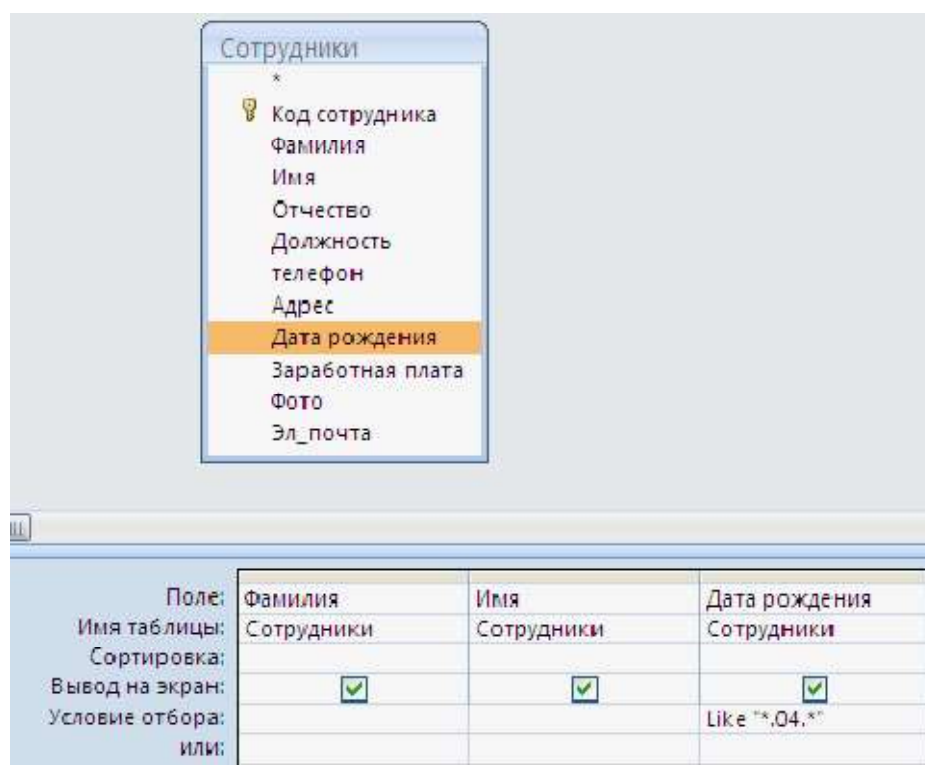 Сотрудники
*
Код сотрудника
Фамилия
Имя
Отчество
Должность
телефон
Адрес
Дата рождения
Заработная плата
Фото
Эл_почта
Поле: Фамилия Имя Дата рождения
Имя таблицы: Сотрудники Сотрудники Сотрудники
Сортировка:
Вывод на экран:
Условие отбора: Like "*.04.*"
или: